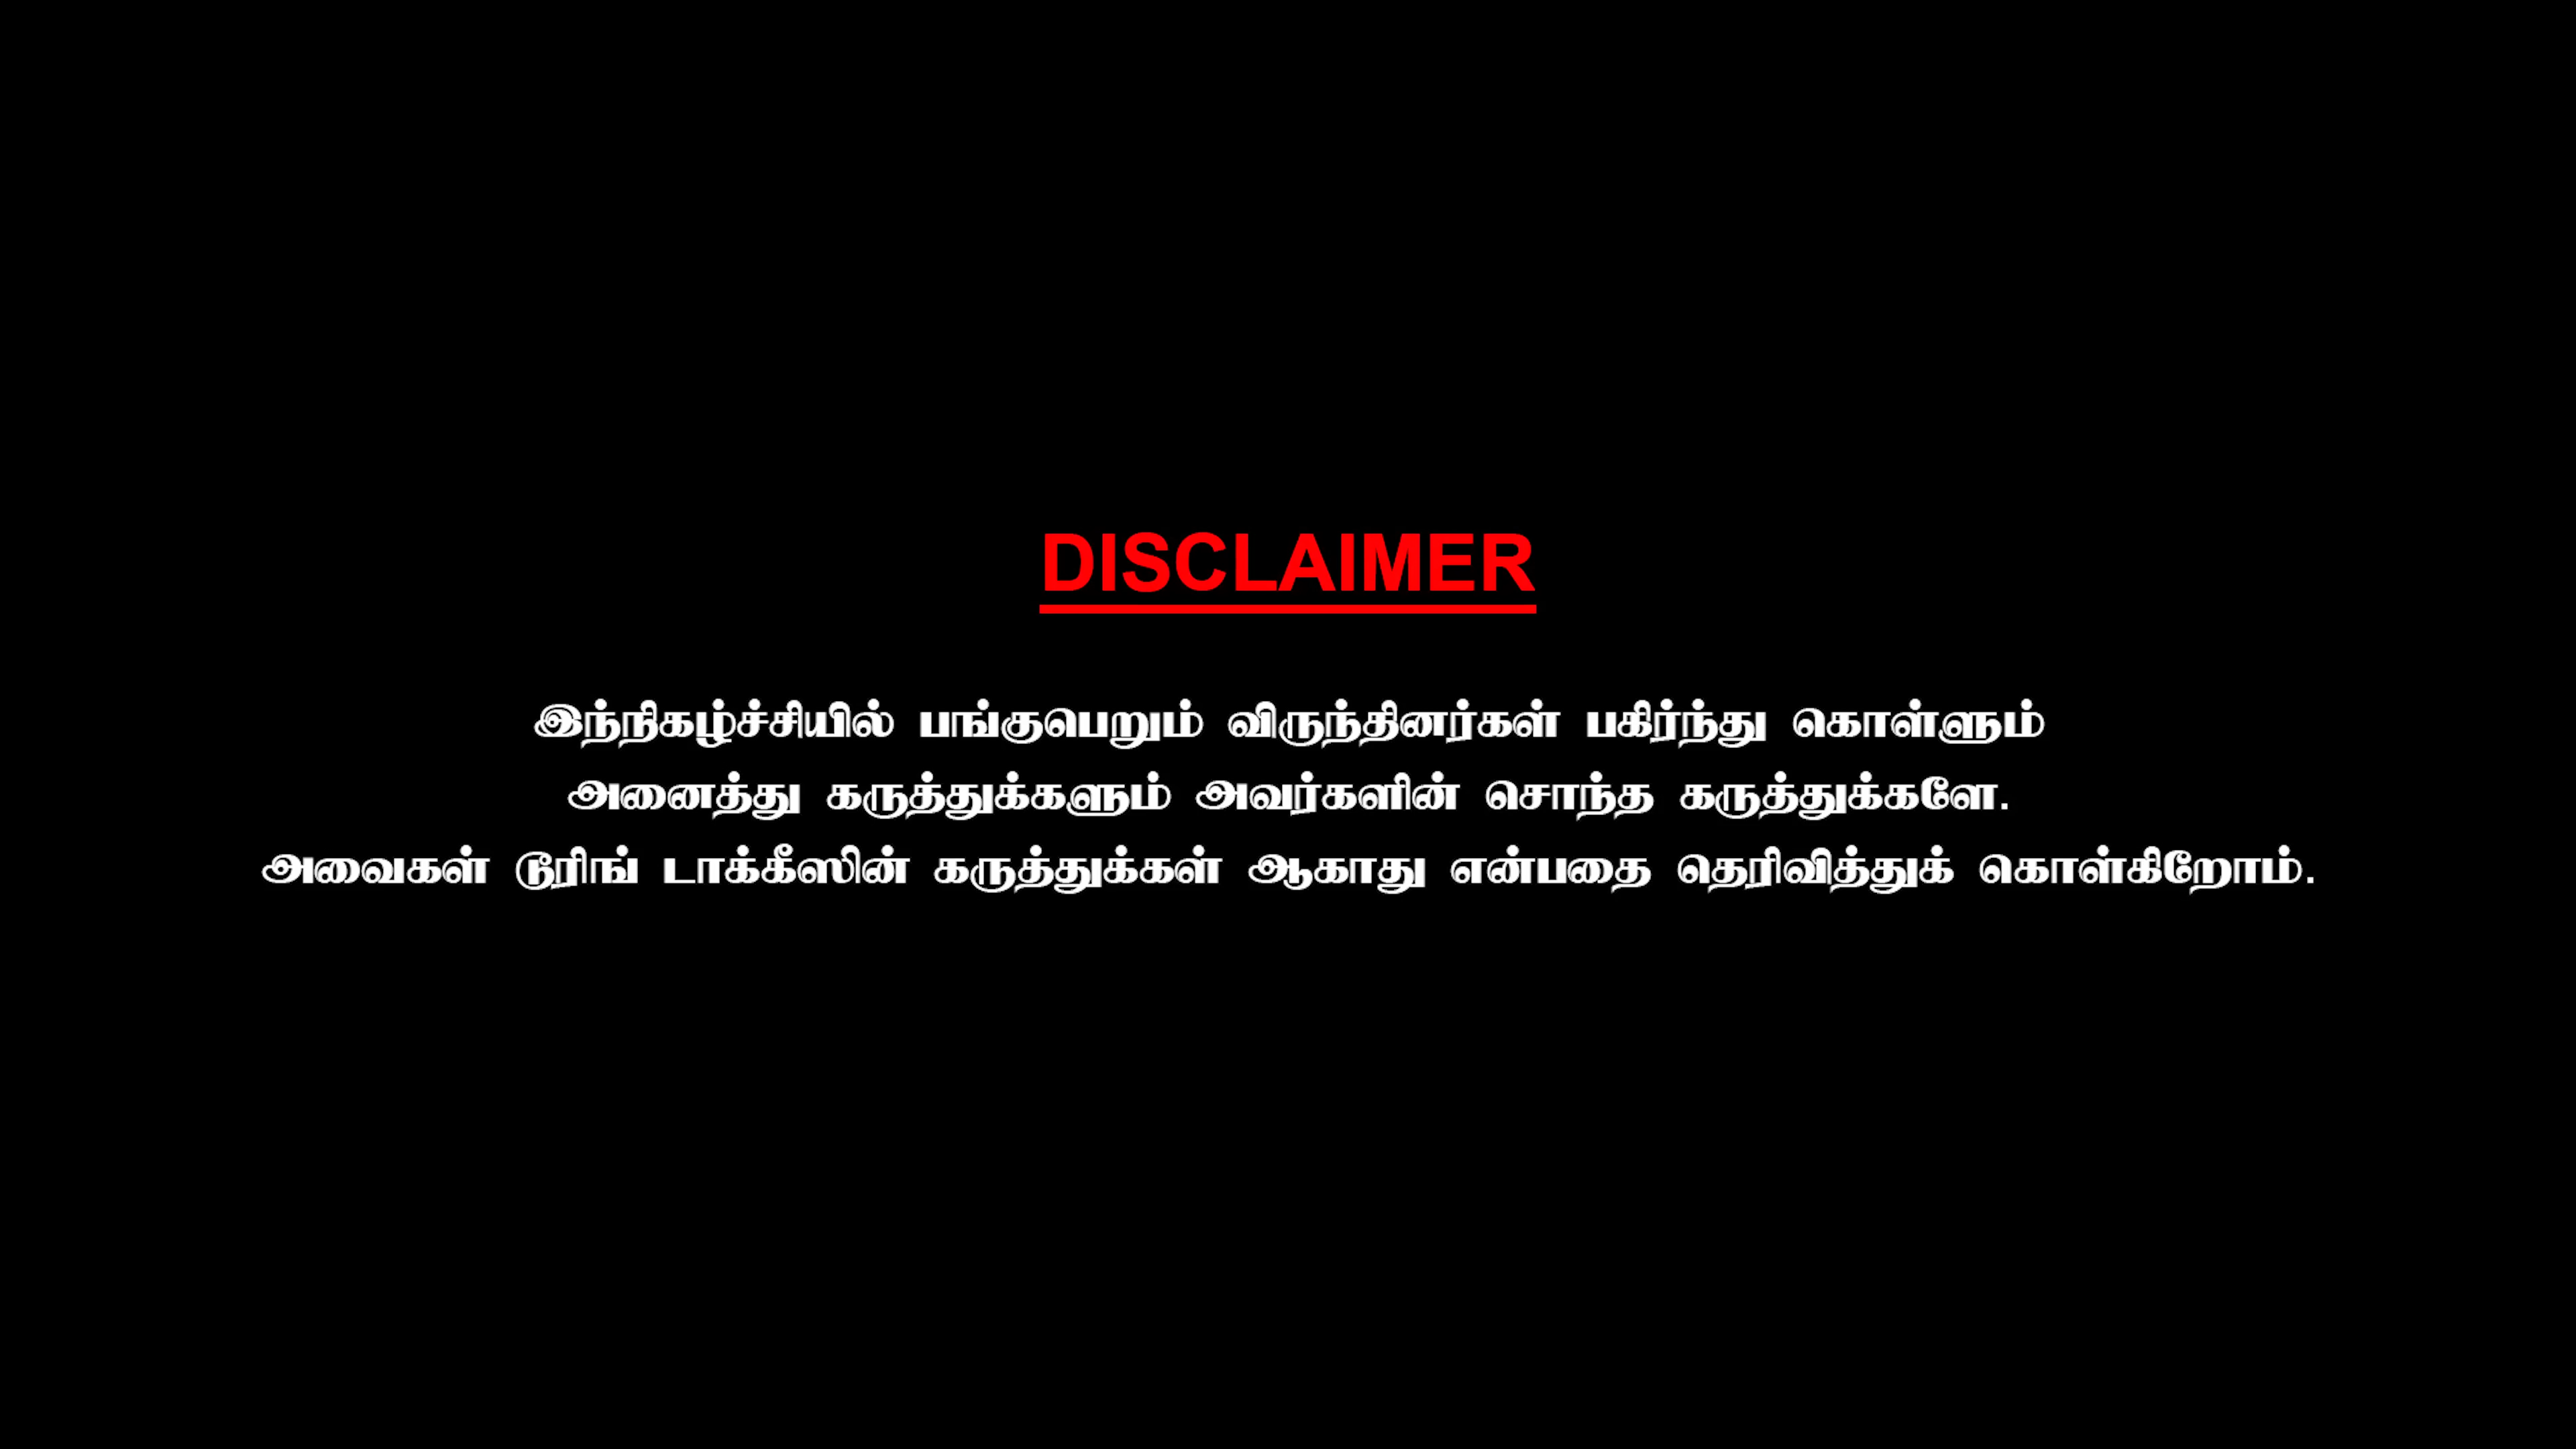 DISCLAIMER
இந்நிகழ்ச்சியில் பங்குபெறும் விருந்தினர்கள் பகிர்ந்து கொள்ளும்
அனைத்து கருத்துக்களும் அவர்களின் சொந்த கருத்துக்களே.
அவைகள் டூரிங் டாக்கீஸின் கருத்துக்கள் ஆகாது என்பதை தெரிவித்துக் கொள்கிறோம்.